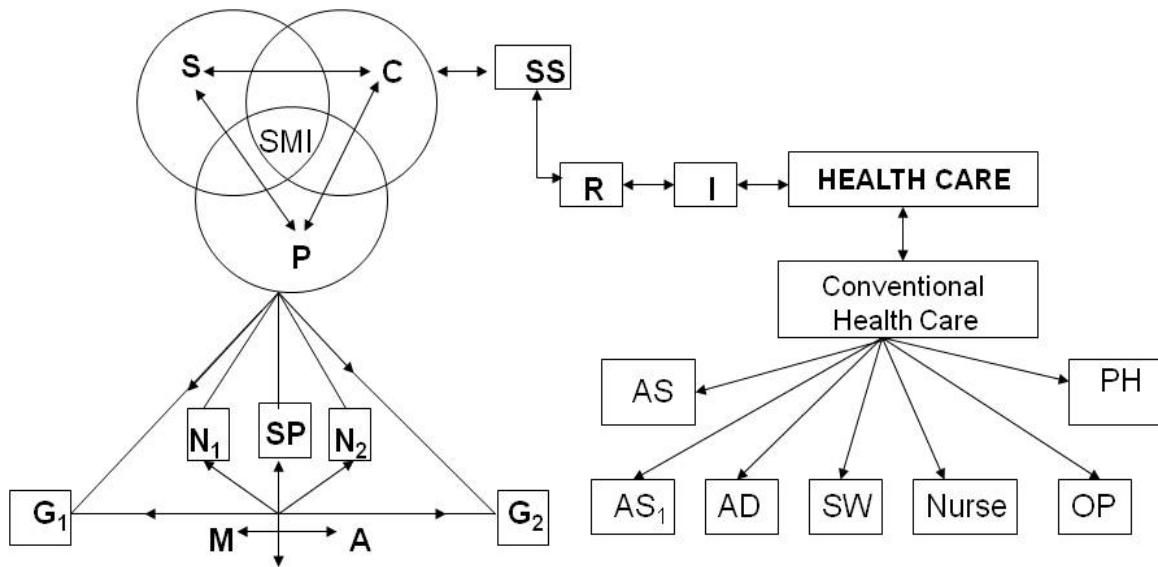 S
C
SS
SMI
P
R
I
HEALTH CARE
Conventional
Health Care
AS
PH
N₁
SP
N₂
G₁
G₂
M
A
AS₁
AD
SW
Nurse
OP